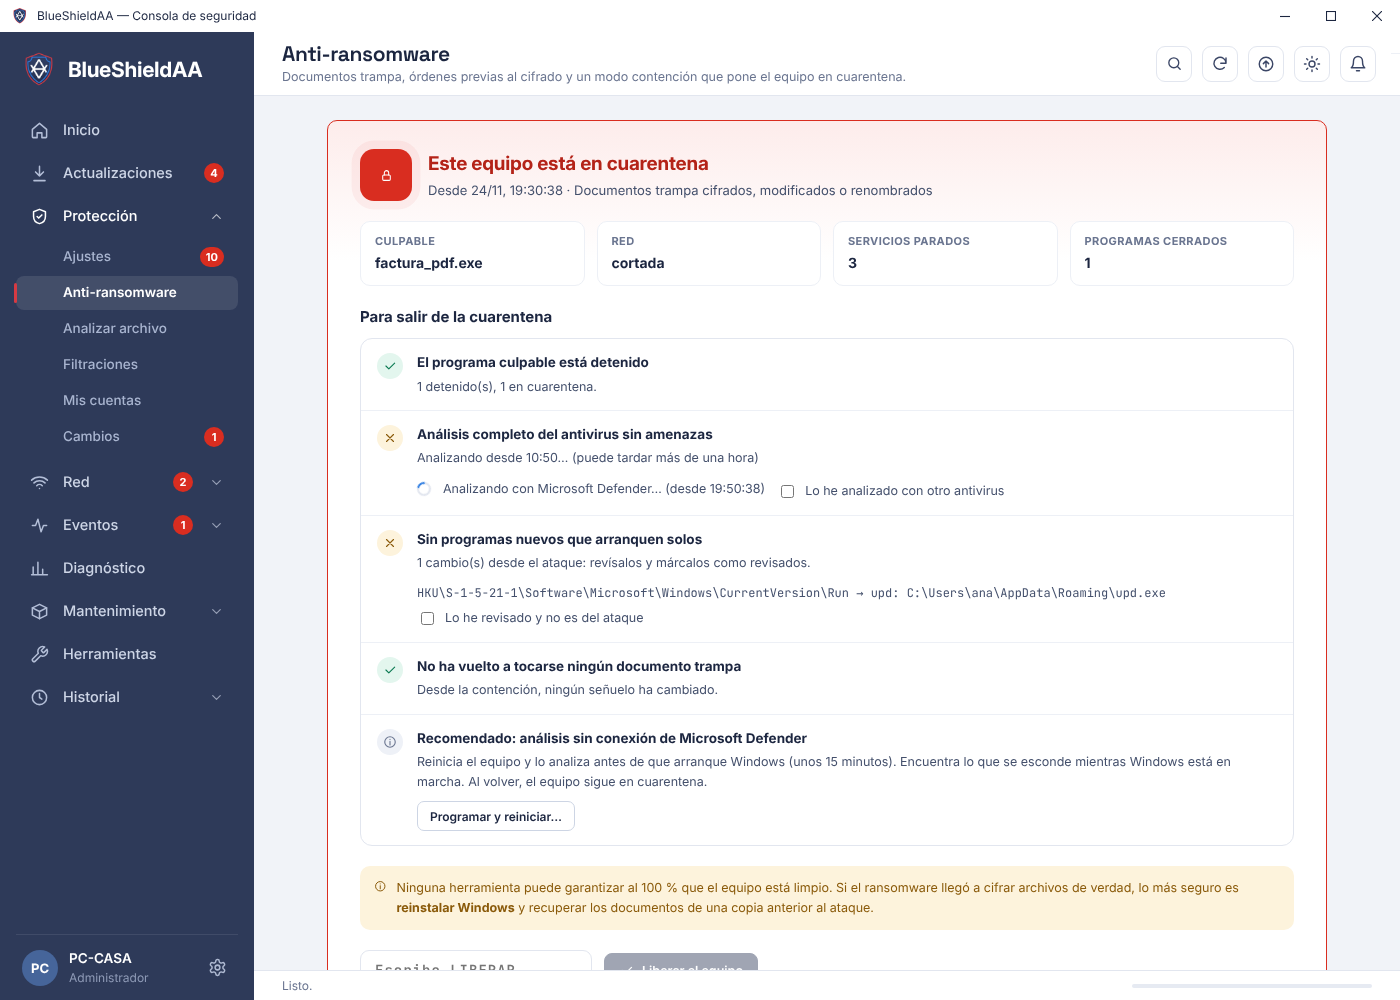 BlueShieldAA — Consola de seguridad
BlueShieldAA
Inicio
Actualizaciones 4
Protección
Ajustes 10
Anti-ransomware
Analizar archivo
Filtraciones
Mis cuentas
Cambios 1
Red 2
Eventos 1
Diagnóstico
Mantenimiento
Herramientas
Historial
PC
PC-CASA
Administrador
Anti-ransomware
Documentos trampa, órdenes previas al cifrado y un modo contención que pone el equipo en cuarentena.
Este equipo está en cuarentena
Desde 24/11, 19:30:38 · Documentos trampa cifrados, modificados o renombrados
CULPABLE
factura_pdf.exe
RED
cortada
SERVICIOS PARADOS
3
PROGRAMAS CERRADOS
1
Para salir de la cuarentena
El programa culpable está detenido
1 detenido(s), 1 en cuarentena.
Análisis completo del antivirus sin amenazas
Analizando desde 10:50... (puede tardar más de una hora)
Analizando con Microsoft Defender... (desde 19:50:38)
Lo he analizado con otro antivirus
Sin programas nuevos que arranquen solos
1 cambio(s) desde el ataque: revísalos y márcalos como revisados.
HKU\S-1-5-21-1\Software\Microsoft\Windows\CurrentVersion\Run → upd: C:\Users\ana\AppData\Roaming\upd.exe
Lo he revisado y no es del ataque
No ha vuelto a tocarse ningún documento trampa
Desde la contención, ningún señuelo ha cambiado.
Recomendado: análisis sin conexión de Microsoft Defender
Reinicia el equipo y lo analiza antes de que arranque Windows (unos 15 minutos). Encuentra lo que se esconde mientras Windows está en
marcha. Al volver, el equipo sigue en cuarentena.
Programar y reiniciar...
Ninguna herramienta puede garantizar al 100 % que el equipo está limpio. Si el ransomware llegó a cifrar archivos de verdad, lo más seguro es
reinstalar Windows y recuperar los documentos de una copia anterior al ataque.
Escribe LIBERAR
Liberar el equipo
Listo.